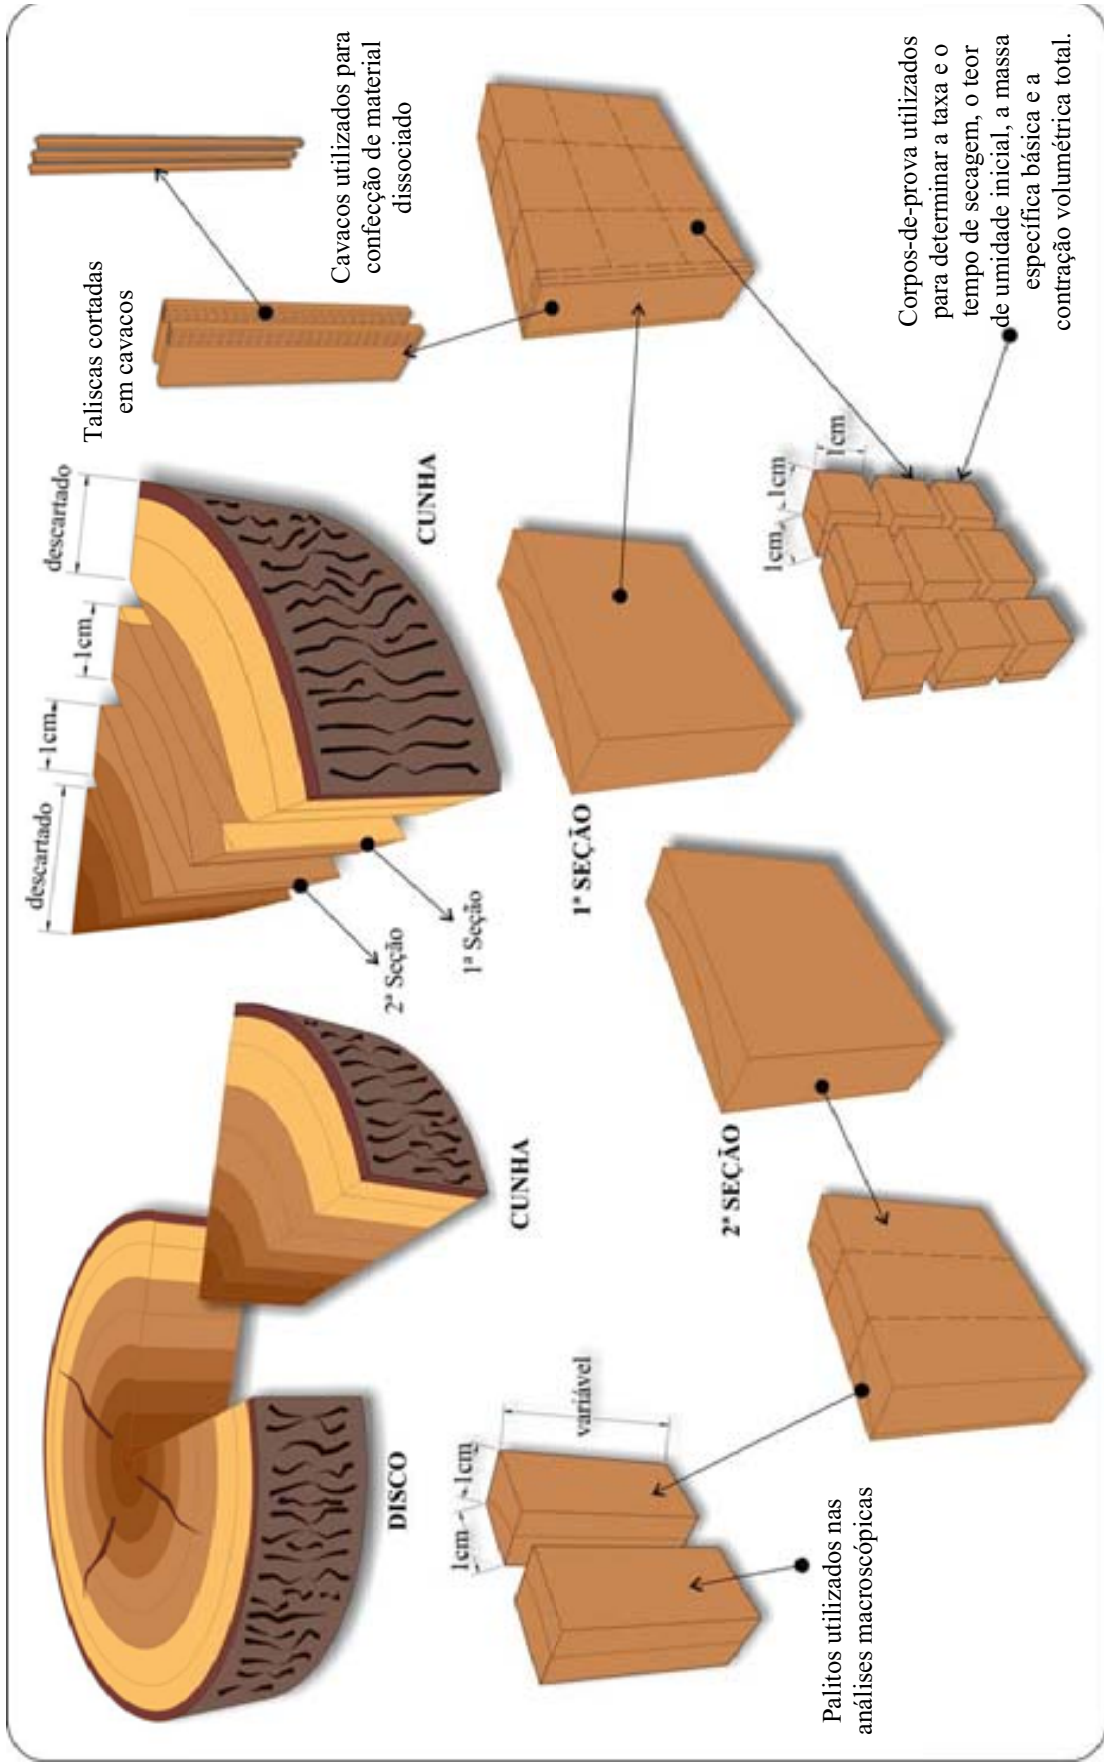 DISCO
CUNHA
descartado
~1cm
~1cm
descartado
2ª Seção
1ª Seção
CUNHA
Taliscas cortadas
em cavacos
Cavacos utilizados para
confecção de material
dissociado
1cm
1cm
variável
Palitos utilizados nas
análises macroscópicas
2ª SEÇÃO
1ª SEÇÃO
1cm
1cm
1cm
Corpos-de-prova utilizados
para determinar a taxa e o
tempo de secagem, o teor
de umidade inicial, a massa
específica básica e a
contração volumétrica total.